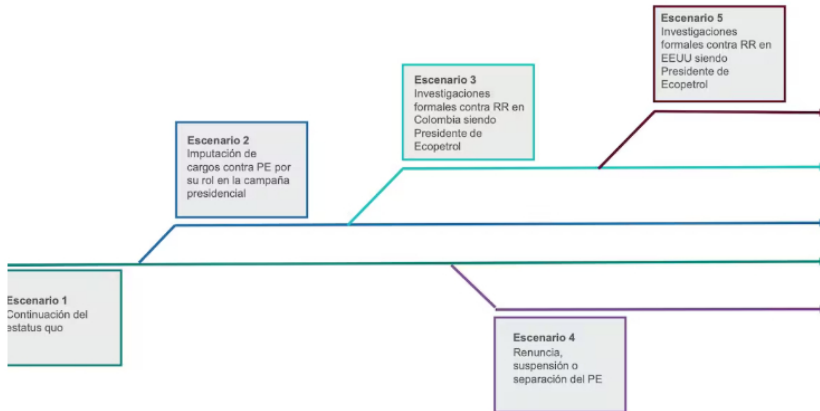 Escenario 5
Investigaciones
formales contra RR en
EEUU siendo
Presidente de
Ecopetrol
Escenario 3
Investigaciones
formales contra RR en
Colombia siendo
Presidente de
Ecopetrol
Escenario 2
Imputación de
cargos contra PE por
su rol en la campaña
presidencial
Escenario 1
Continuación del
estatus quo
Escenario 4
Renuncia,
suspensión o
separación del PE